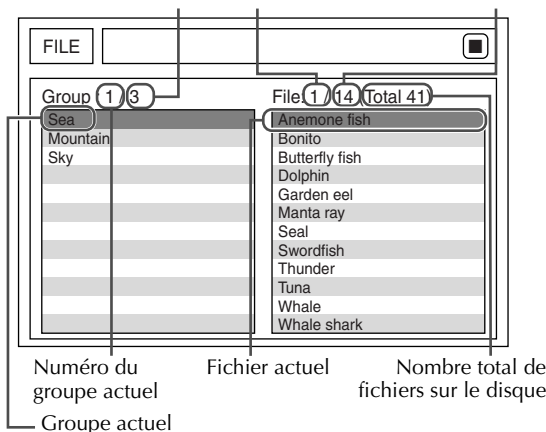 FILE
Group 1 / 3
File: 1 / 14 (Total 41)
Sea
Mountain
Sky
Anemone fish
Bonito
Butterfly fish
Dolphin
Garden eel
Manta ray
Seal
Swordfish
Thunder
Tuna
Whale
Whale shark
Numéro du
groupe actuel
Fichier actuel
Nombre total de
fichiers sur le disque
Groupe actuel